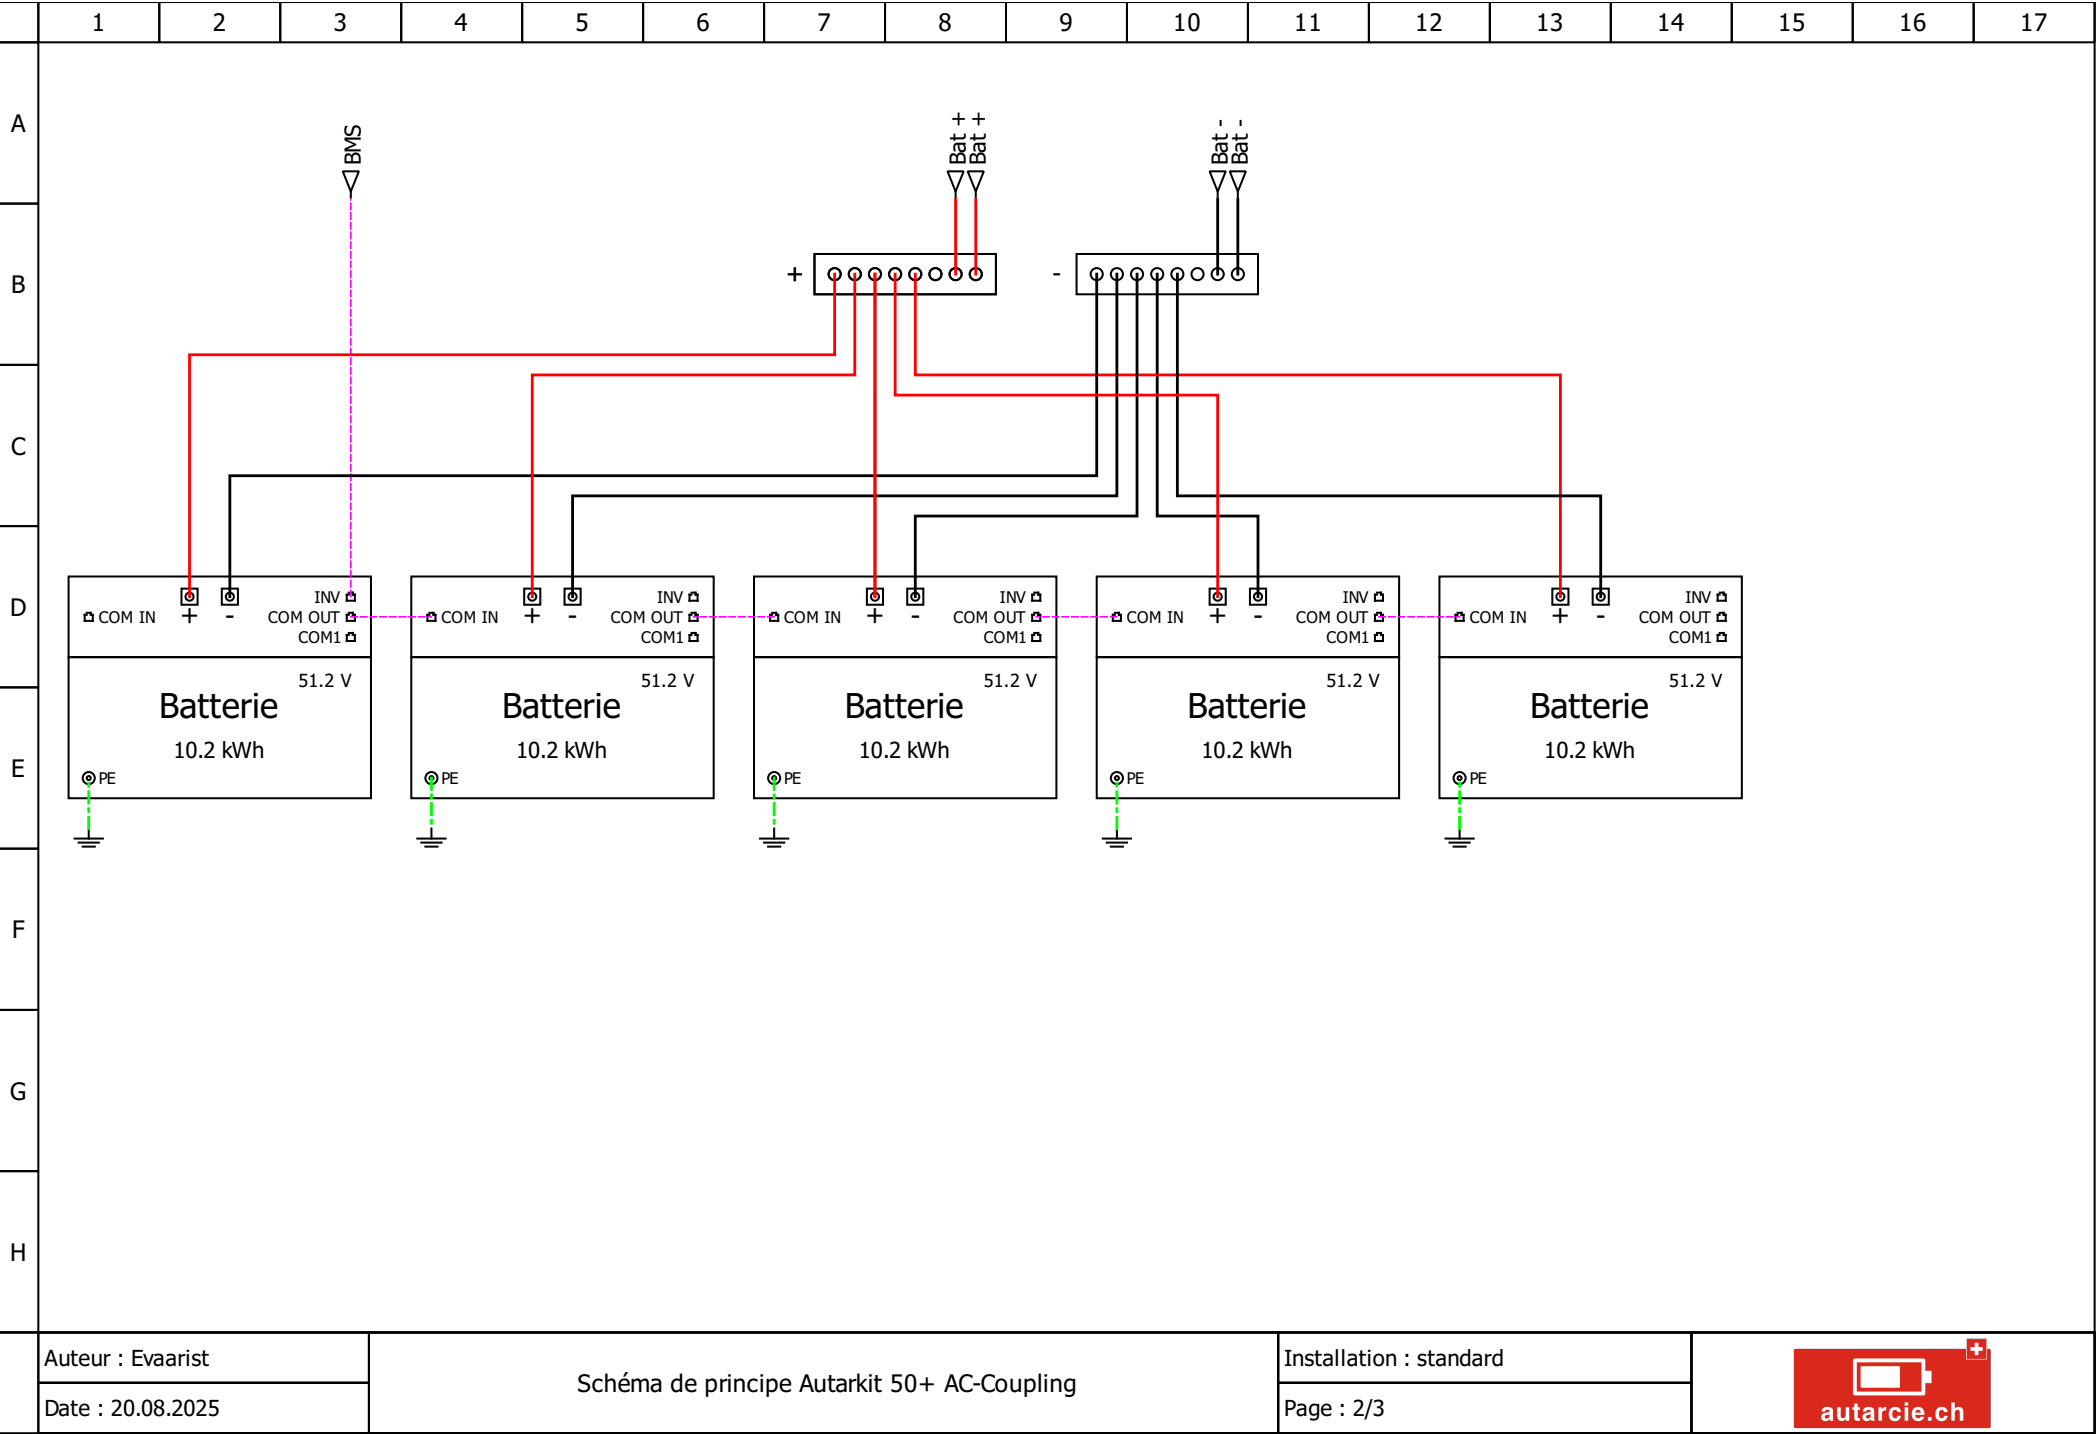 1 2 3 4 5 6 7 8 9 10 11 12 13 14 15 16 17
A
BMS
Bat +
Bat +
Bat -
Bat -
B
+
-
C
D
COM IN
+
-
INV
COM OUT
COM1
COM IN
+
-
INV
COM OUT
COM1
COM IN
+
-
INV
COM OUT
COM1
COM IN
+
-
INV
COM OUT
COM1
COM IN
+
-
INV
COM OUT
COM1
51.2 V
Batterie
10.2 kWh
PE
51.2 V
Batterie
10.2 kWh
PE
51.2 V
Batterie
10.2 kWh
PE
51.2 V
Batterie
10.2 kWh
PE
51.2 V
Batterie
10.2 kWh
PE
E
F
G
H
Auteur : Evaarist
Date : 20.08.2025
Schéma de principe Autarkit 50+ AC-Coupling
Installation : standard
Page : 2/3
autarcie.ch